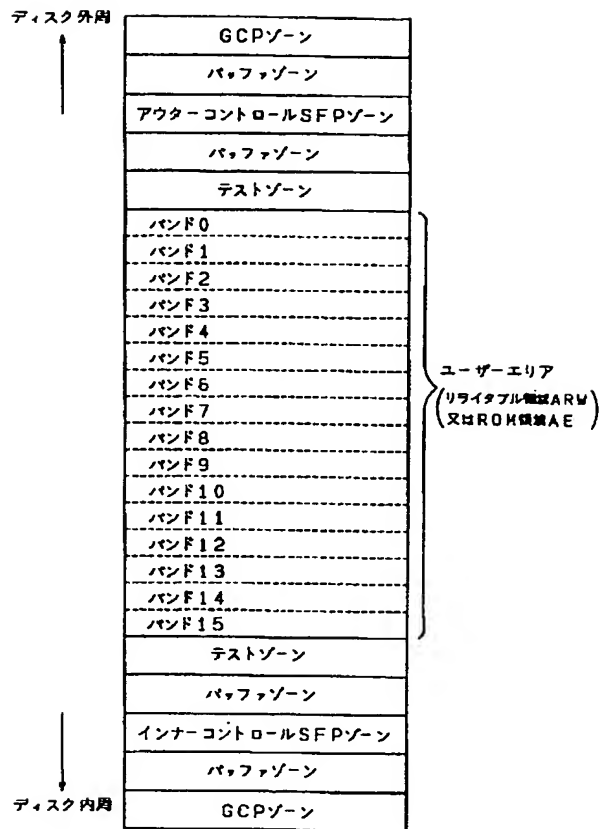 ディスク外周
GCPゾーン
バッファゾーン
アウターコントロールSFPゾーン
バッファゾーン
テストゾーン
バンド0
バンド1
バンド2
バンド3
バンド4
バンド5
バンド6
バンド7
バンド8
バンド9
バンド10
バンド11
バンド12
バンド13
バンド14
バンド15
ユーザーエリア
(リライタブル領域ARW
又はROM領域AE)
テストゾーン
バッファゾーン
インナーコントロールSFPゾーン
バッファゾーン
ディスク内周
GCPゾーン